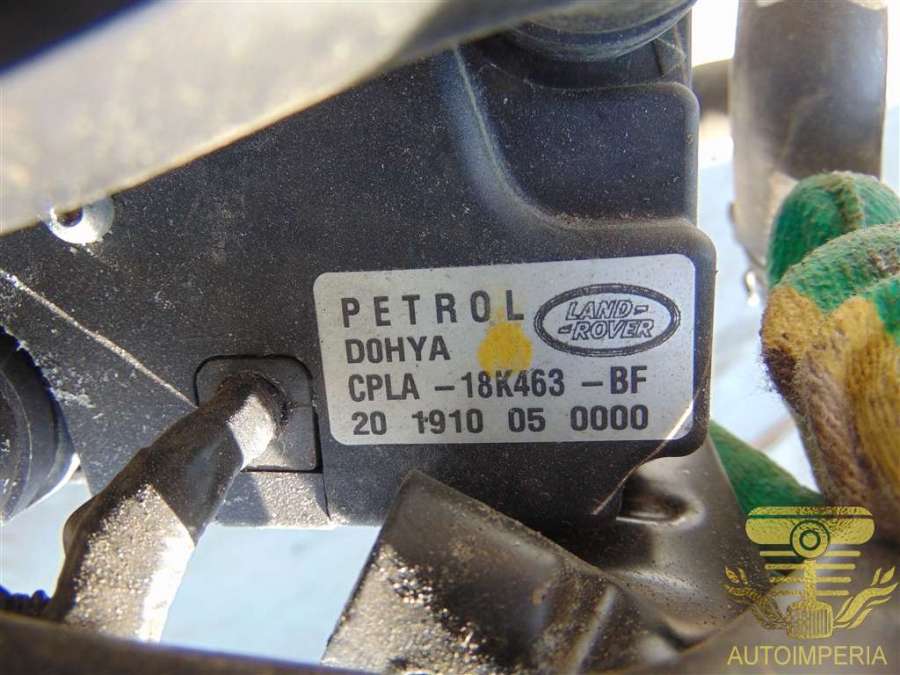 PETROL
LAND-
-ROVER
D0HYA
CPLA -18K463 -BF
20 1910 05 0000
AUTOIMPERIA